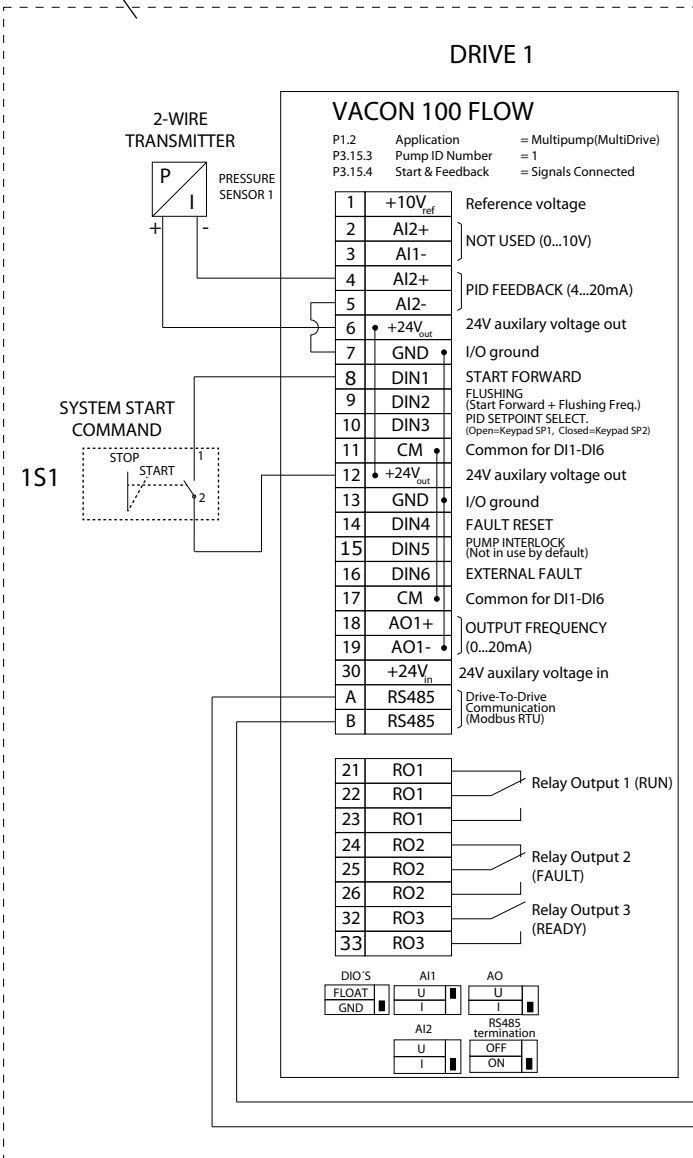 DRIVE 1
VACON 100 FLOW
P1.2 Application = Multipump(MultiDrive)
P3.15.3 Pump ID Number = 1
P3.15.4 Start & Feedback = Signals Connected
2-WIRE
TRANSMITTER
P
I
PRESSURE
SENSOR 1
+ -
1 +10Vref Reference voltage
2 AI2+
3 AI1-
NOT USED (0...10V)
4 AI2+
5 AI2-
PID FEEDBACK (4...20mA)
6 +24Vout 24V auxilary voltage out
7 GND I/O ground
8 DIN1 START FORWARD
9 DIN2 FLUSHING
(Start Forward + Flushing Freq.)
10 DIN3 PID SETPOINT SELECT.
(Open=Keypad SP1, Closed=Keypad SP2)
11 CM Common for DI1-DI6
12 +24Vout 24V auxilary voltage out
13 GND I/O ground
14 DIN4 FAULT RESET
15 DIN5 PUMP INTERLOCK
(Not in use by default)
16 DIN6 EXTERNAL FAULT
17 CM Common for DI1-DI6
18 AO1+
19 AO1-
OUTPUT FREQUENCY
(0...20mA)
30 +24Vin 24V auxilary voltage in
A RS485
B RS485
Drive-To-Drive
Communication
(Modbus RTU)
SYSTEM START
COMMAND
1S1
STOP
START
1
2
21 RO1
22 RO1
23 RO1
Relay Output 1 (RUN)
24 RO2
25 RO2
26 RO2
Relay Output 2
(FAULT)
32 RO3
33 RO3
Relay Output 3
(READY)
DIO´S
FLOAT
GND
AI1
U
I
AO
U
I
AI2
U
I
RS485
termination
OFF
ON